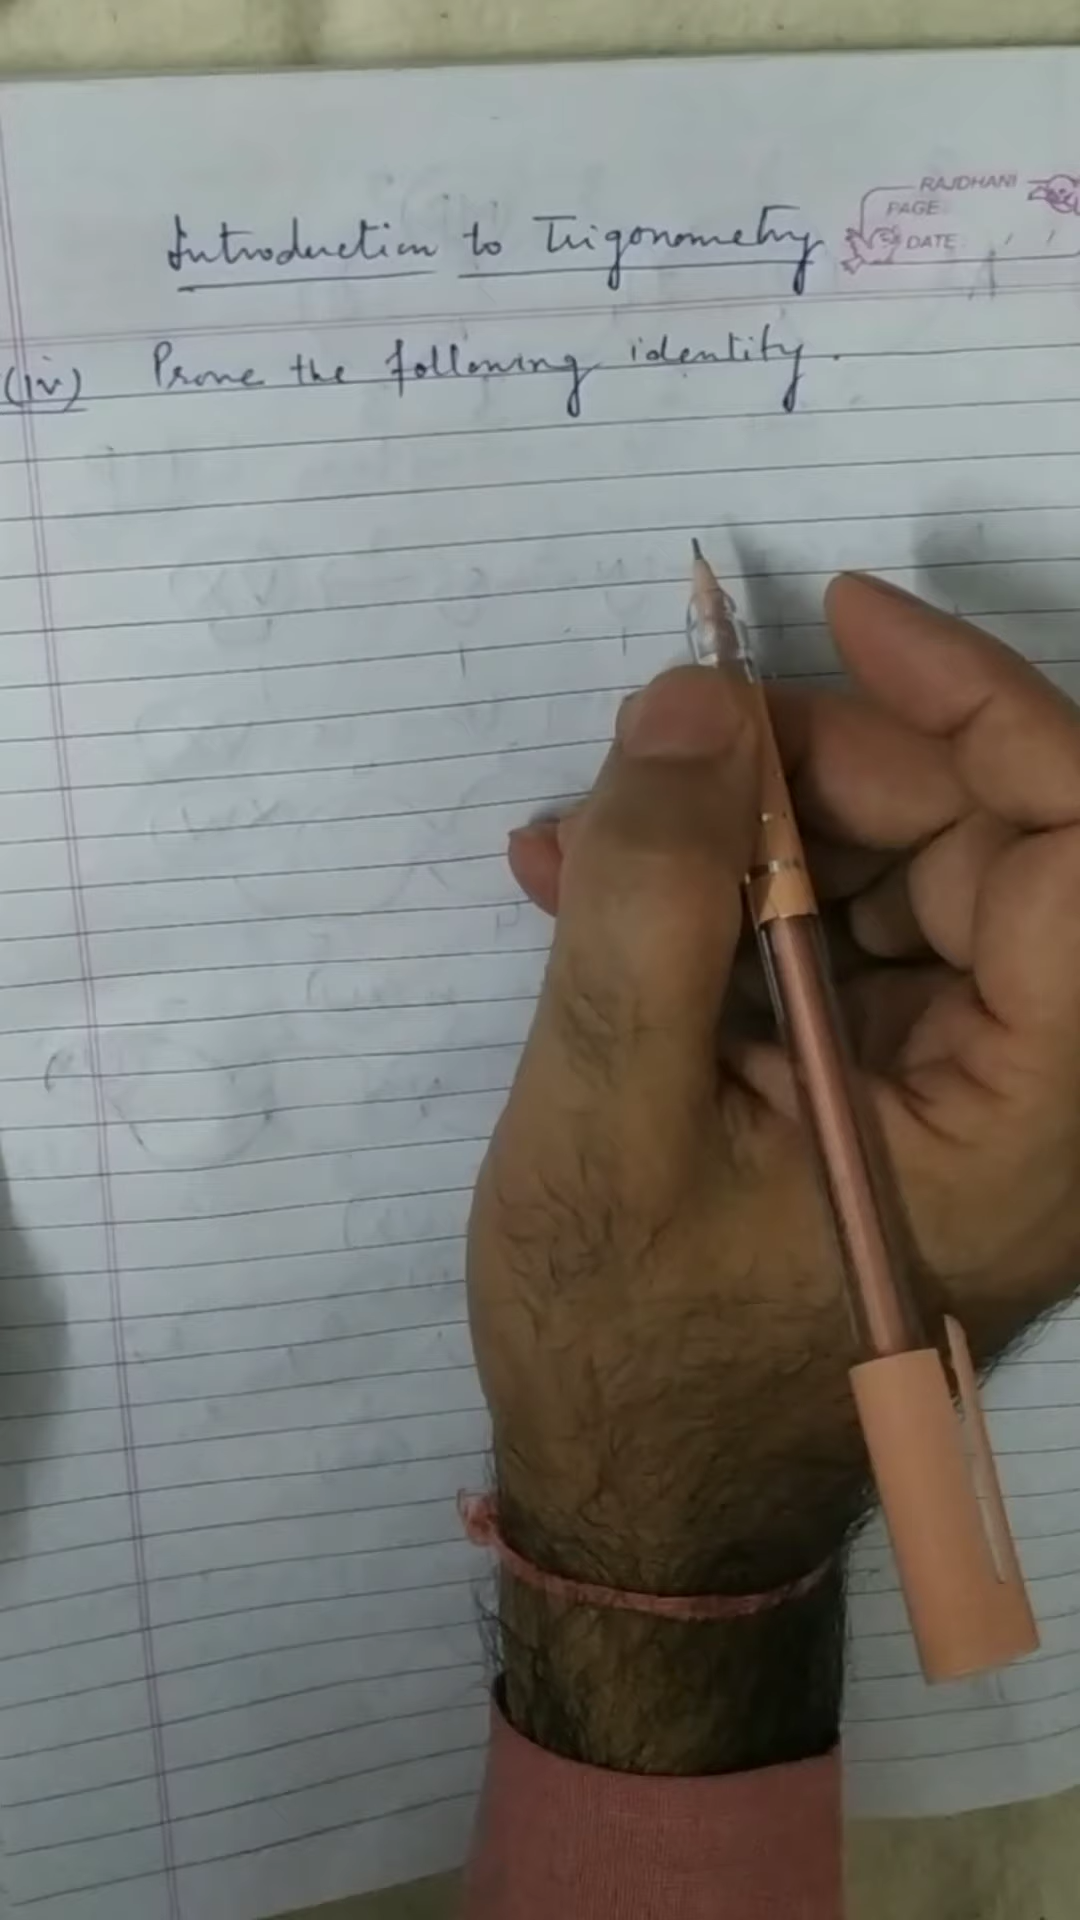 RAJDHANI
PAGE
DATE: / /
Introduction to Trigonometry
(iv) Prove the following identity.